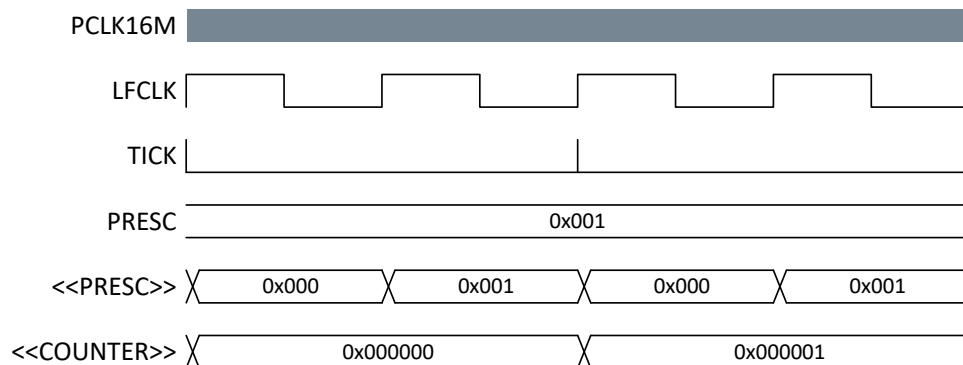 PCLK16M
LFCLK
TICK
PRESC 0x001
<<PRESC>> 0x000 0x001 0x000 0x001
<<COUNTER>> 0x000000 0x000001